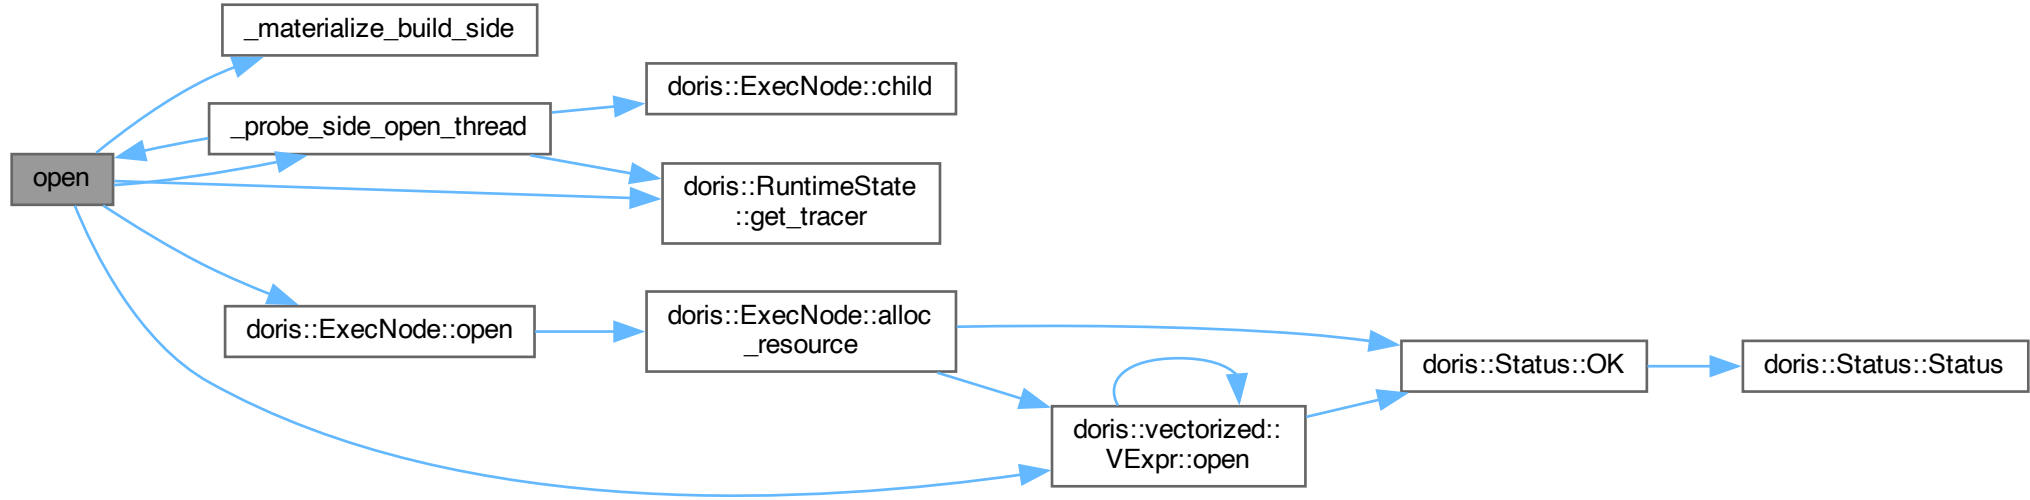 _materialize_build_side
doris::ExecNode::child
_probe_side_open_thread
open
doris::RuntimeState
::get_tracer
doris::ExecNode::open
doris::ExecNode::alloc
_resource
doris::Status::OK
doris::Status::Status
doris::vectorized::
VExpr::open